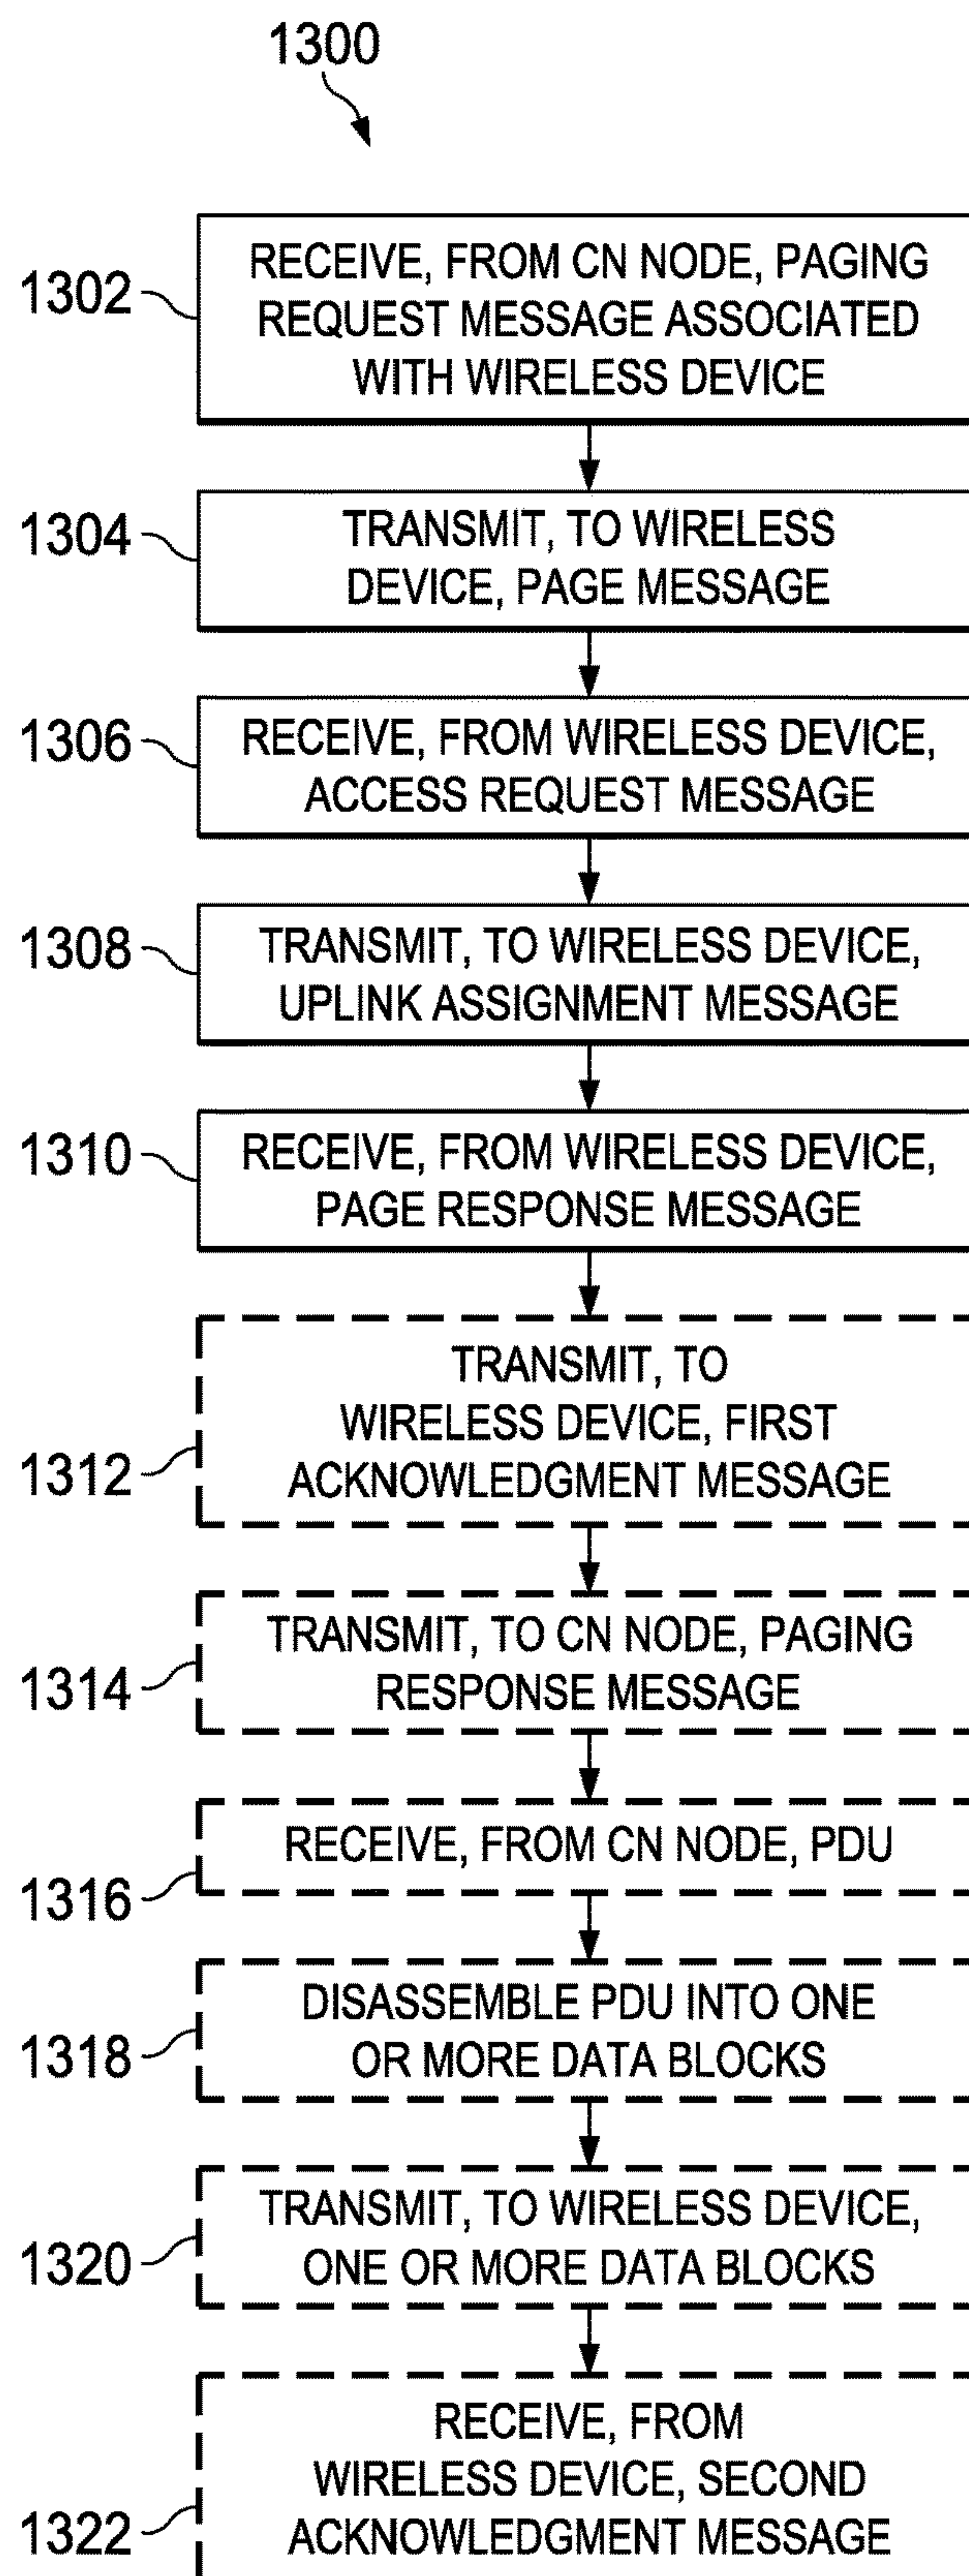 1300
1302
RECEIVE, FROM CN NODE, PAGING
REQUEST MESSAGE ASSOCIATED
WITH WIRELESS DEVICE
1304
TRANSMIT, TO WIRELESS
DEVICE, PAGE MESSAGE
1306
RECEIVE, FROM WIRELESS DEVICE,
ACCESS REQUEST MESSAGE
1308
TRANSMIT, TO WIRELESS DEVICE,
UPLINK ASSIGNMENT MESSAGE
1310
RECEIVE, FROM WIRELESS DEVICE,
PAGE RESPONSE MESSAGE
1312
TRANSMIT, TO
WIRELESS DEVICE, FIRST
ACKNOWLEDGMENT MESSAGE
1314
TRANSMIT, TO CN NODE, PAGING
RESPONSE MESSAGE
1316
RECEIVE, FROM CN NODE, PDU
1318
DISASSEMBLE PDU INTO ONE
OR MORE DATA BLOCKS
1320
TRANSMIT, TO WIRELESS DEVICE,
ONE OR MORE DATA BLOCKS
1322
RECEIVE, FROM
WIRELESS DEVICE, SECOND
ACKNOWLEDGMENT MESSAGE